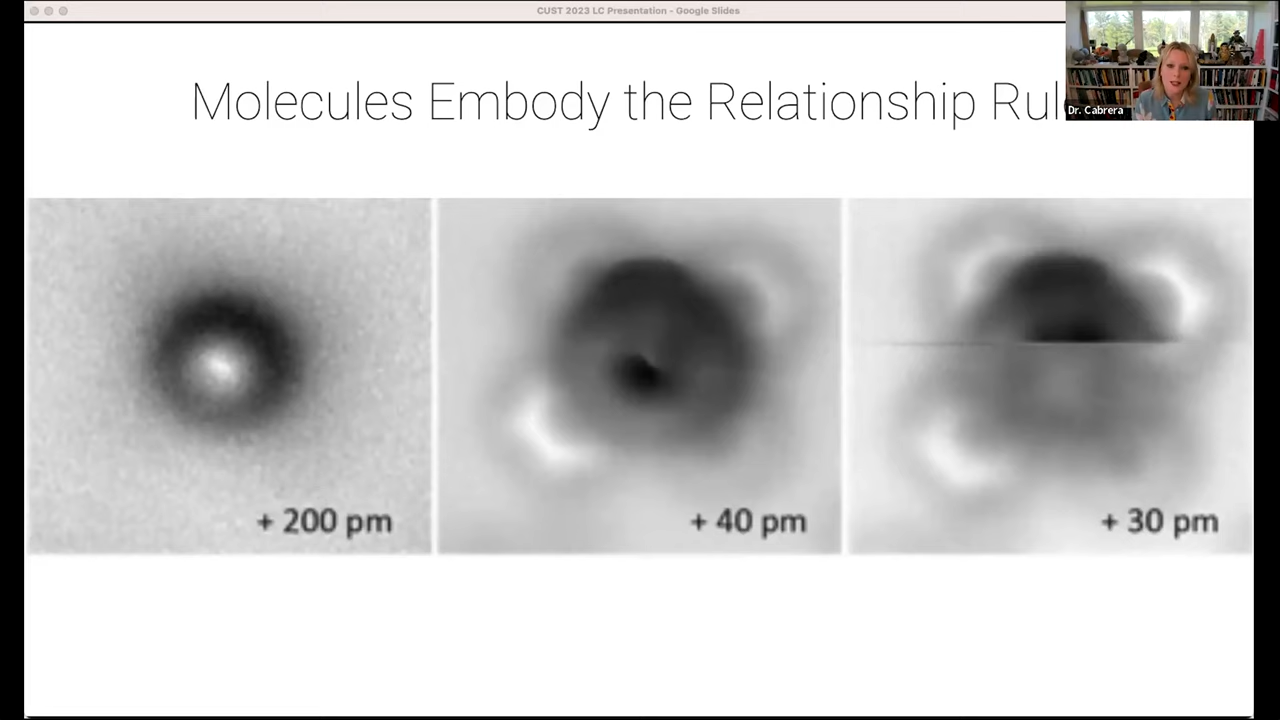 CUST 2023 LC Presentation - Google Slides
Molecules Embody the Relationship Rul
Dr. Cabrera
+ 200 pm
+ 40 pm
+ 30 pm